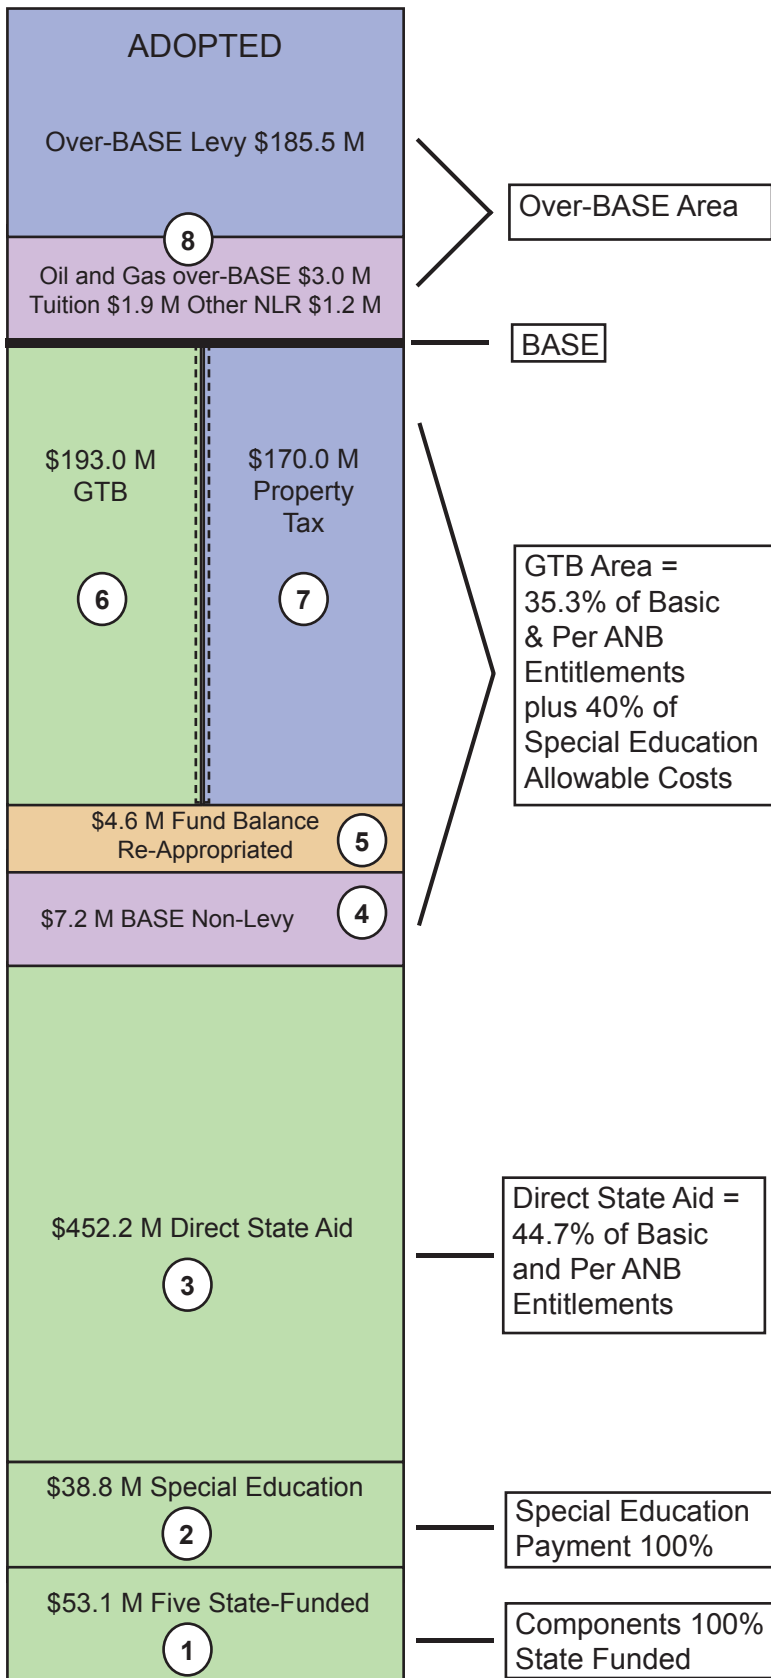 ADOPTED
Over-BASE Levy $185.5 M
8
Oil and Gas over-BASE $3.0 M
Tuition $1.9 M Other NLR $1.2 M
Over-BASE Area
BASE
$193.0 M
GTB
6
$170.0 M
Property
Tax
7
GTB Area =
35.3% of Basic
& Per ANB
Entitlements
plus 40% of
Special Education
Allowable Costs
$4.6 M Fund Balance
Re-Appropriated
5
$7.2 M BASE Non-Levy
4
$452.2 M Direct State Aid
3
Direct State Aid =
44.7% of Basic
and Per ANB
Entitlements
$38.8 M Special Education
2
Special Education
Payment 100%
$53.1 M Five State-Funded
1
Components 100%
State Funded